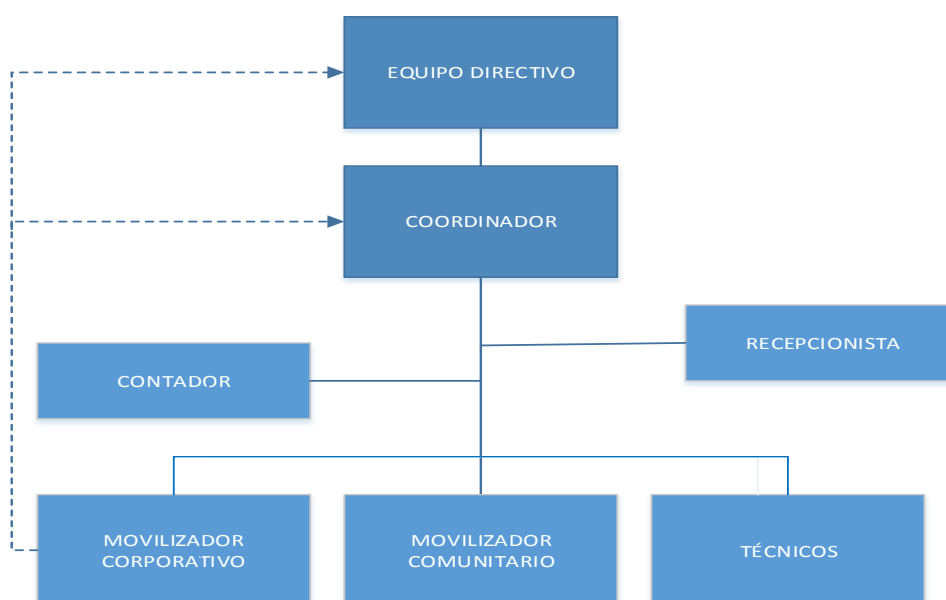 EQUIPO DIRECTIVO
COORDINADOR
RECEPCIONISTA
CONTADOR
MOVILIZADOR
CORPORATIVO
MOVILIZADOR
COMUNITARIO
TÉCNICOS